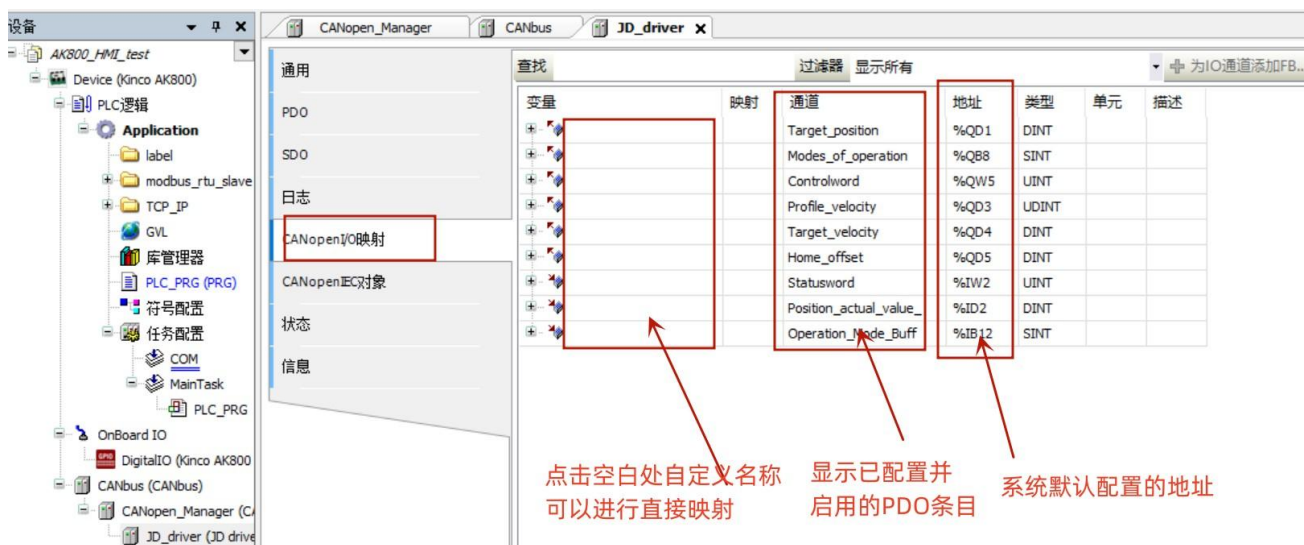 设备
CANopen_Manager
CANbus
JD_driver
AK800_HMI_test
Device (Kinco AK800)
PLC逻辑
Application
label
modbus_rtu_slave
TCP_IP
GVL
库管理器
PLC_PRG (PRG)
符号配置
任务配置
COM
MainTask
PLC_PRG
OnBoard IO
DigitalIO (Kinco AK800
CANbus (CANbus)
CANopen_Manager (CA
JD_driver (JD drive
通用
PDO
SDO
日志
CANopenI/O映射
CANopenIEC对象
状态
信息
查找 过滤器 显示所有 为IO通道添加FB...
变量 映射 通道 地址 类型 单元 描述
Target_position %QD1 DINT
Modes_of_operation %QB8 SINT
Controlword %QW5 UINT
Profile_velocity %QD3 UDINT
Target_velocity %QD4 DINT
Home_offset %QD5 DINT
Statusword %IW2 UINT
Position_actual_value_ %ID2 DINT
Operation_Mode_Buff %IB12 SINT
点击空白处自定义名称
可以进行直接映射
显示已配置并
启用的PDO条目
系统默认配置的地址